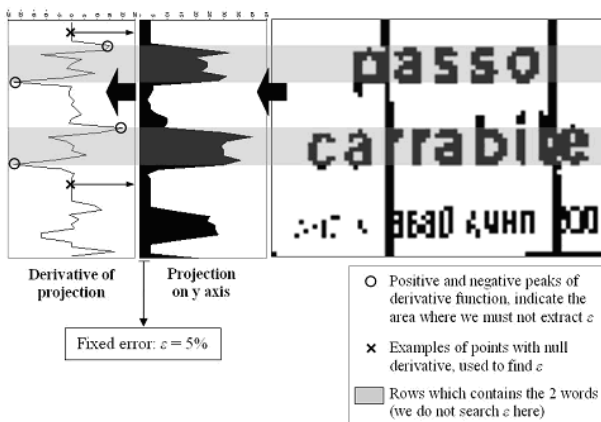 passo
carrabile
Derivative of
projection
Projection
on y axis
Fixed error: ε = 5%
Positive and negative peaks of
derivative function, indicate the
area where we must not extract ε
Examples of points with null
derivative, used to find ε
Rows which contains the 2 words
(we do not search ε here)